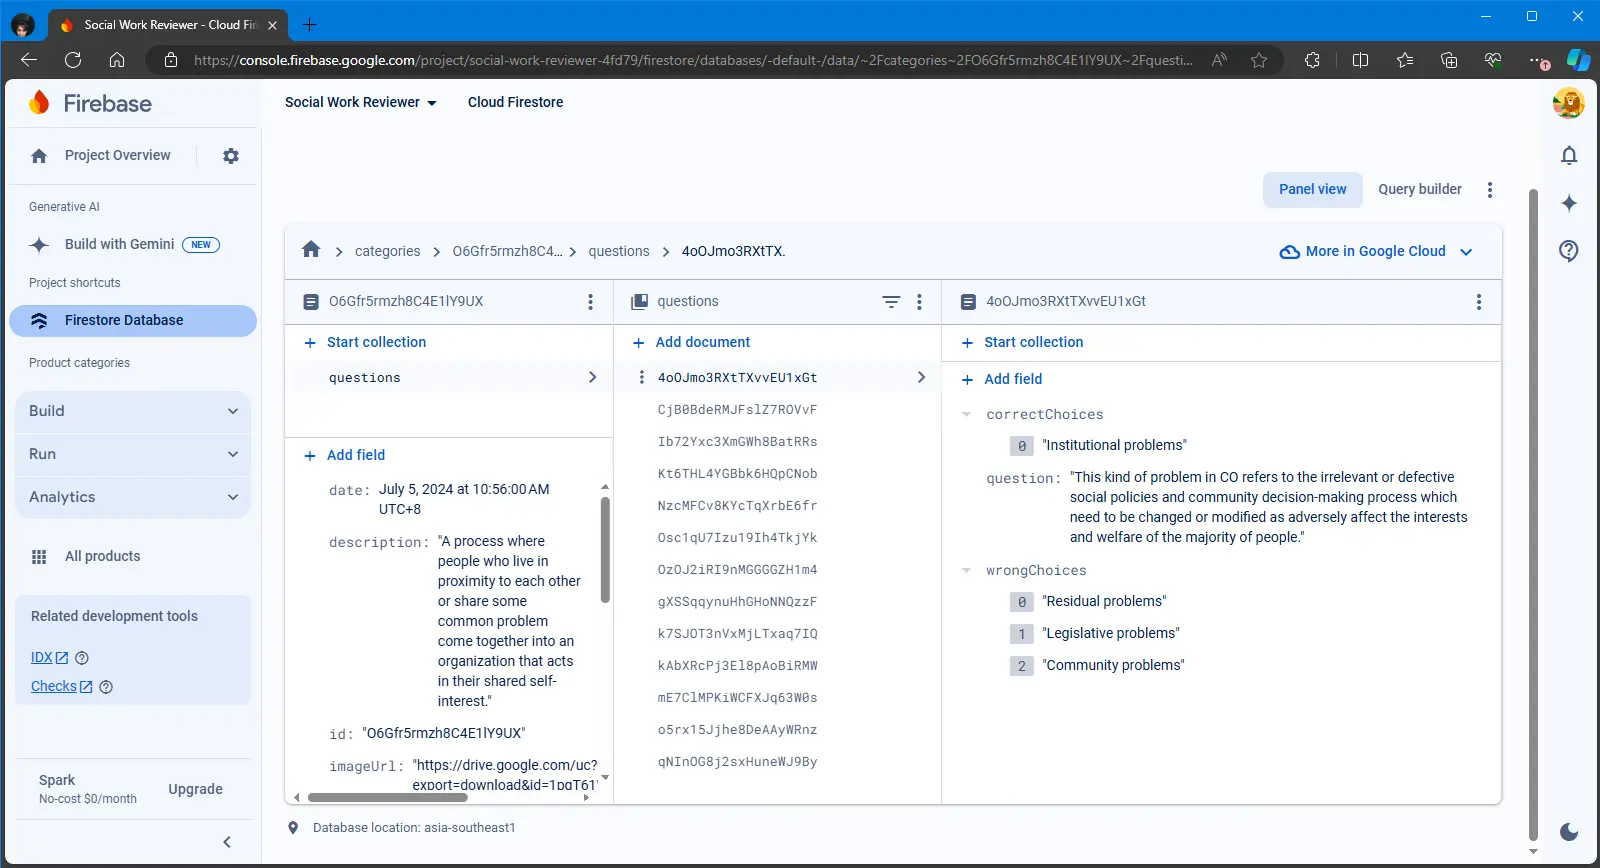 Social Work Reviewer - Cloud Fir
https://console.firebase.google.com/project/social-work-reviewer-4fd79/firestore/databases/-default-/data/~2Fcategories~2FO6Gfr5rmzh8C4E1lY9UX~2Fquesti...
Firebase
Social Work Reviewer
Cloud Firestore
Project Overview
Generative AI
Build with Gemini NEW
Project shortcuts
Firestore Database
Product categories
Build
Run
Analytics
All products
Related development tools
IDX
Checks
Spark
No-cost $0/month
Upgrade
Panel view
Query builder
categories
O6Gfr5rmzh8C4...
questions
4oOJmo3RXtTX.
More in Google Cloud
O6Gfr5rmzh8C4E1lY9UX
Start collection
questions
Add field
date: July 5, 2024 at 10:56:00 AM
UTC+8
description: "A process where
people who live in
proximity to each other
or share some
common problem
come together into an
organization that acts
in their shared self-
interest."
id: "O6Gfr5rmzh8C4E1lY9UX"
imageUrl: "https://drive.google.com/uc?
export=download&id=1pgT61
questions
Add document
4oOJmo3RXtTXvvEU1xGt
CjB0BdeRMJFslZ7ROVvF
Ib72Yxc3XmGWh8BatRRs
Kt6THL4YGBbk6HQpCNob
NzcMFCv8KYcTqXrbE6fr
Osc1qU7Izu19Ih4TkjYk
OzOJ2iRI9nMGGGGZH1m4
gXSSqqynuHhGHoNNQzzF
k7SJOT3nVxMjLTxaq7IQ
kAbXRcPj3El8pAoBiRMW
mE7ClMPKiWCFXJq63W0s
o5rx15Jjhe8DeAAyWRnz
qNInOG8j2sxHuneWJ9By
4oOJmo3RXtTXvvEU1xGt
Start collection
Add field
correctChoices
0 "Institutional problems"
question: "This kind of problem in CO refers to the irrelevant or defective
social policies and community decision-making process which
need to be changed or modified as adversely affect the interests
and welfare of the majority of people."
wrongChoices
0 "Residual problems"
1 "Legislative problems"
2 "Community problems"
Database location: asia-southeast1